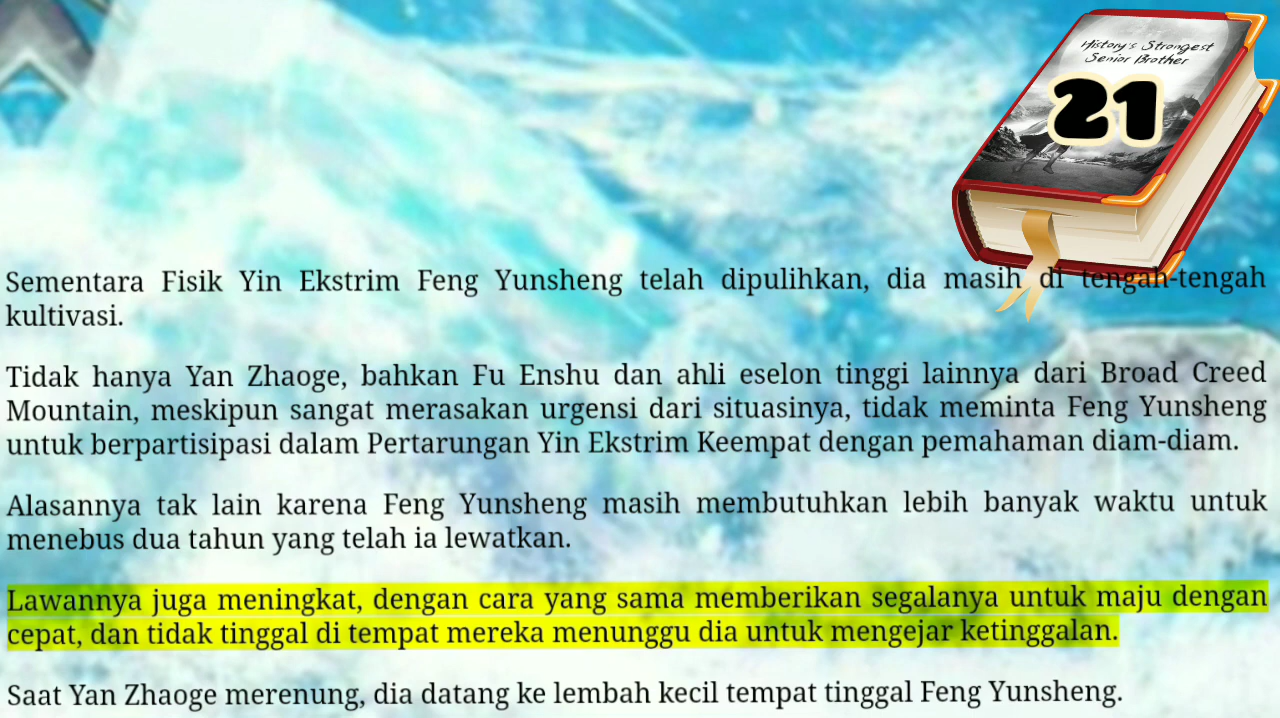 History's Strongest
Senior Brother
21
Sementara Fisik Yin Ekstrim Feng Yunsheng telah dipulihkan, dia masih di tengah-tengah
kultivasi.
Tidak hanya Yan Zhaoge, bahkan Fu Enshu dan ahli eselon tinggi lainnya dari Broad Creed
Mountain, meskipun sangat merasakan urgensi dari situasinya, tidak meminta Feng Yunsheng
untuk berpartisipasi dalam Pertarungan Yin Ekstrim Keempat dengan pemahaman diam-diam.
Alasannya tak lain karena Feng Yunsheng masih membutuhkan lebih banyak waktu untuk
menebus dua tahun yang telah ia lewatkan.
Lawannya juga meningkat, dengan cara yang sama memberikan segalanya untuk maju dengan
cepat, dan tidak tinggal di tempat mereka menunggu dia untuk mengejar ketinggalan.
Saat Yan Zhaoge merenung, dia datang ke lembah kecil tempat tinggal Feng Yunsheng.